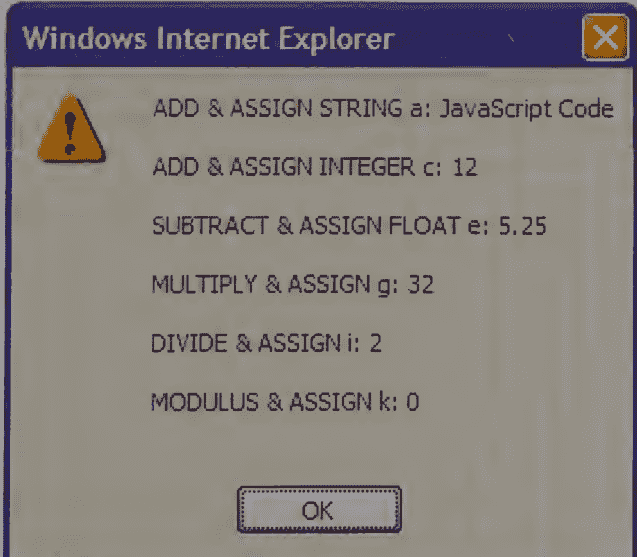 Windows Internet Explorer
ADD & ASSIGN STRING a: JavaScript Code
ADD & ASSIGN INTEGER c: 12
SUBTRACT & ASSIGN FLOAT e: 5.25
MULTIPLY & ASSIGN g: 32
DIVIDE & ASSIGN i: 2
MODULUS & ASSIGN k: 0
OK